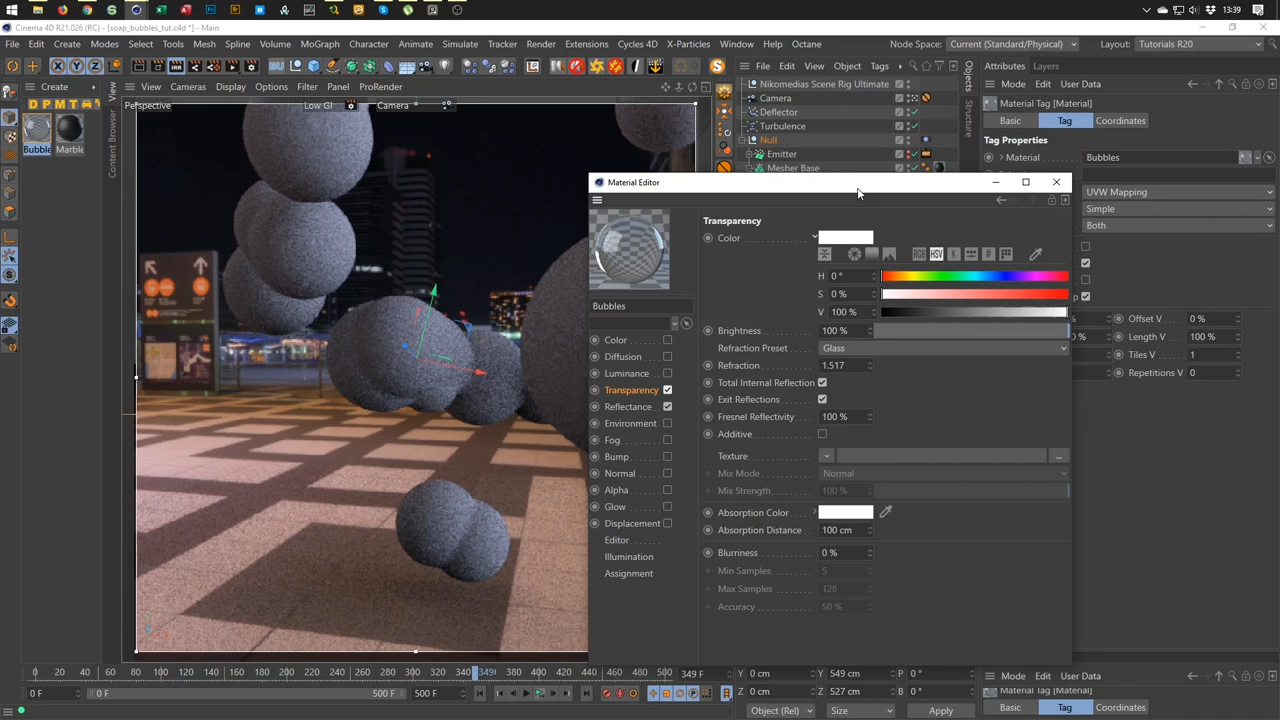 13:39
Cinema 4D R21.026 (RC) - [soap_bubbles_tut.c4d *] - Main
File Edit Create Modes Select Tools Mesh Spline Volume MoGraph Character Animate Simulate Tracker Render Extensions Cycles 4D X-Particles Window Help Octane
Node Space: Current (Standard/Physical) Layout: Tutorials R20
X Y Z
File Edit View Object Tags
Attributes Layers
Create
View Cameras Display Options Filter Panel ProRender
Mode Edit User Data
Perspective Low GI Camera
Bubble Marble
View
Content Browser
Objects
Structure
Nikomedias Scene Rig Ultimate
Camera
Deflector
Turbulence
Null
Emitter
Mesher Base
Material Tag [Material]
Basic Tag Coordinates
Tag Properties
Material Bubbles
UVW Mapping
Simple
Both
Offset V 0 %
Length V 100 %
Tiles V 1
Repetitions V 0
Material Editor
Bubbles
Color
Diffusion
Luminance
Transparency
Reflectance
Environment
Fog
Bump
Normal
Alpha
Glow
Displacement
Editor
Illumination
Assignment
Transparency
Color
RGB HSV K
H 0 °
S 0 %
V 100 %
Brightness 100 %
Refraction Preset Glass
Refraction 1.517
Total Internal Reflection
Exit Reflections
Fresnel Reflectivity 100 %
Additive
Texture ...
Mix Mode Normal
Mix Strength 100 %
Absorption Color
Absorption Distance 100 cm
Blurriness 0 %
Min Samples 5
Max Samples 128
Accuracy 50 %
0 20 40 60 80 100 120 140 160 180 200 220 240 260 280 300 320 340 349 360 380 400 420 440 460 480 500
349 F
0 F 0 F 500 F 500 F
Y 0 cm Y 549 cm P 0 °
Z 0 cm Z 527 cm B 0 °
Object (Rel) Size Apply
Mode Edit User Data
Material Tag [Material]
Basic Tag Coordinates